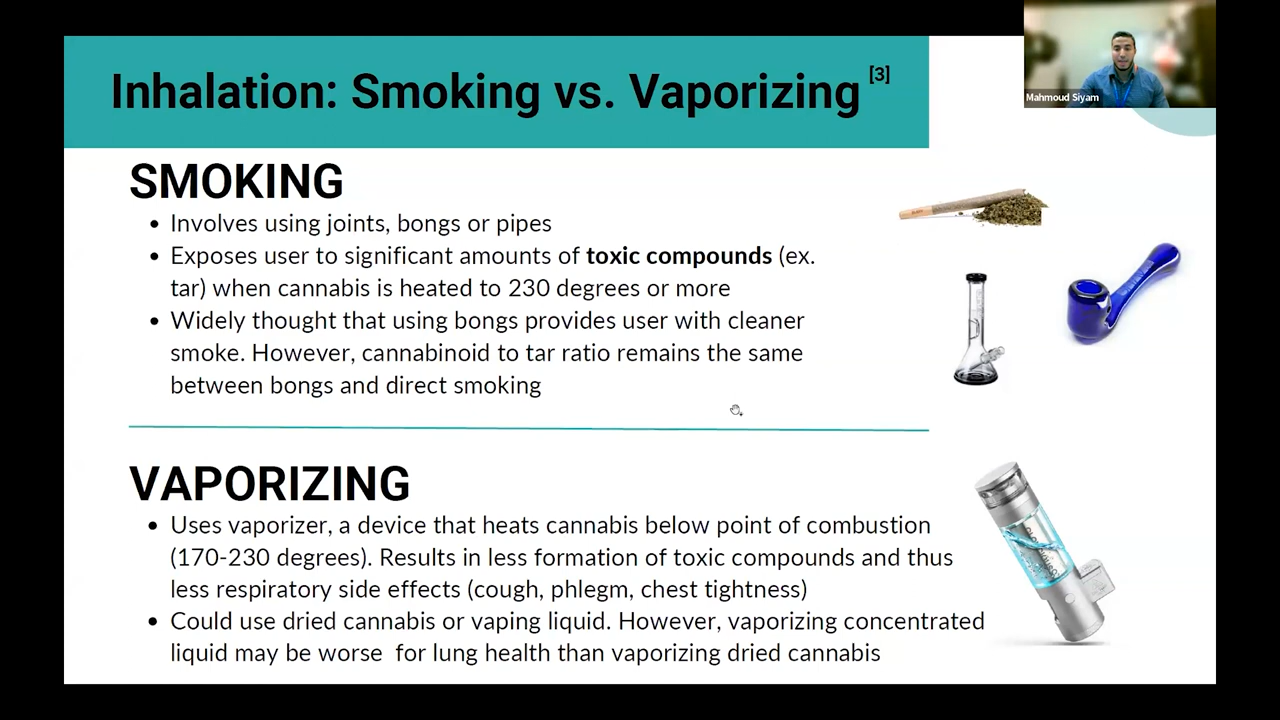 Inhalation: Smoking vs. Vaporizing [3]
Mahmoud Siyam
SMOKING
• Involves using joints, bongs or pipes
• Exposes user to significant amounts of toxic compounds (ex.
tar) when cannabis is heated to 230 degrees or more
• Widely thought that using bongs provides user with cleaner
smoke. However, cannabinoid to tar ratio remains the same
between bongs and direct smoking
VAPORIZING
• Uses vaporizer, a device that heats cannabis below point of combustion
(170-230 degrees). Results in less formation of toxic compounds and thus
less respiratory side effects (cough, phlegm, chest tightness)
• Could use dried cannabis or vaping liquid. However, vaporizing concentrated
liquid may be worse for lung health than vaporizing dried cannabis